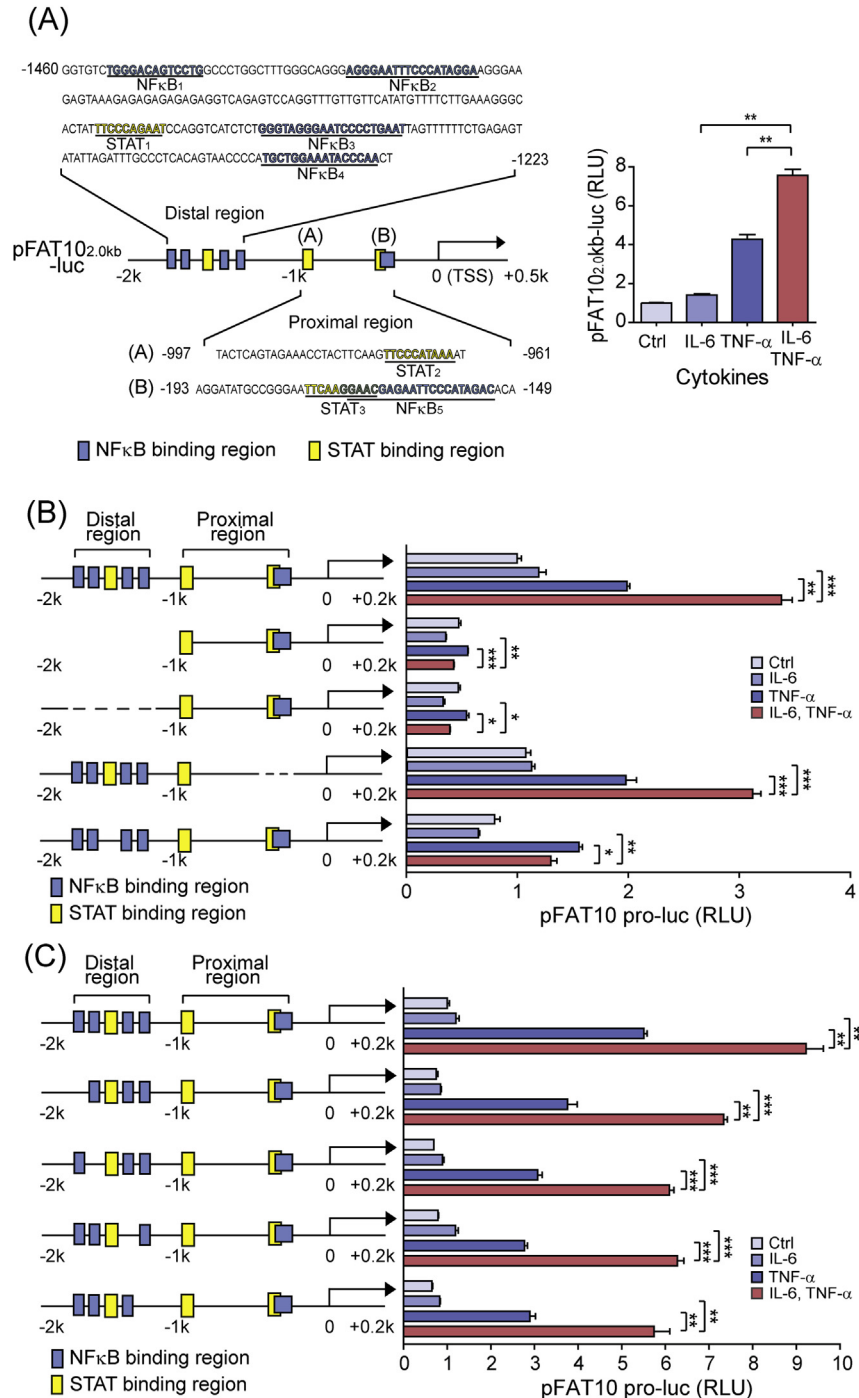 (A)
-1460 GGTGTCTGGGACAGTCCTGGCCCTGGCTTTGGGCAGGGAGGGAATTTCCCATAGGAAGGGAA
NFκB1 NFκB2
GAGTAAAGAGAGAGAGAGAGAGGTCAGAGTCCAGGTTTGTTGTTCATATGTTTTCTTGAAAGGGC
ACTATTTCCCAGAATCCAGGTCATCTCTGGGTAGGGAATCCCCTGAATTAGTTTTTTCTGAGAGT
STAT1 NFκB3
ATATTAGATTTGCCCTCACAGTAACCCCATGCTGGAAATACCCAACT -1223
NFκB4
Distal region
(A) (B)
pFAT102.0kb
-luc
-2k -1k 0 (TSS) +0.5k
Proximal region
(A) -997 TACTCAGTAGAAACCTACTTCAAGTTCCCATAAAAT -961
STAT2
(B) -193 AGGATATGCCGGGAATTCAAGGAACGAGAATTCCCATAGACACA -149
STAT3 NFκB5
NFκB binding region STAT binding region
** 
**
pFAT102.0kb-luc (RLU)
8
6
4
2
0
Ctrl IL-6 TNF-α IL-6
TNF-α
Cytokines
(B)
Distal
region
Proximal
region
-2k -1k 0 +0.2k
** ***
-2k -1k 0 +0.2k
*** **
-2k -1k 0 +0.2k
* *
-2k -1k 0 +0.2k
*** ***
-2k -1k 0 +0.2k
* **
Ctrl
IL-6
TNF-α
IL-6, TNF-α
0 1 2 3 4
pFAT10 pro-luc (RLU)
NFκB binding region
STAT binding region
(C)
Distal
region
Proximal
region
-2k -1k 0 +0.2k
** **
-2k -1k 0 +0.2k
** ***
-2k -1k 0 +0.2k
*** ***
-2k -1k 0 +0.2k
*** ***
-2k -1k 0 +0.2k
** **
Ctrl
IL-6
TNF-α
IL-6, TNF-α
0 1 2 3 4 5 6 7 8 9 10
pFAT10 pro-luc (RLU)
NFκB binding region
STAT binding region